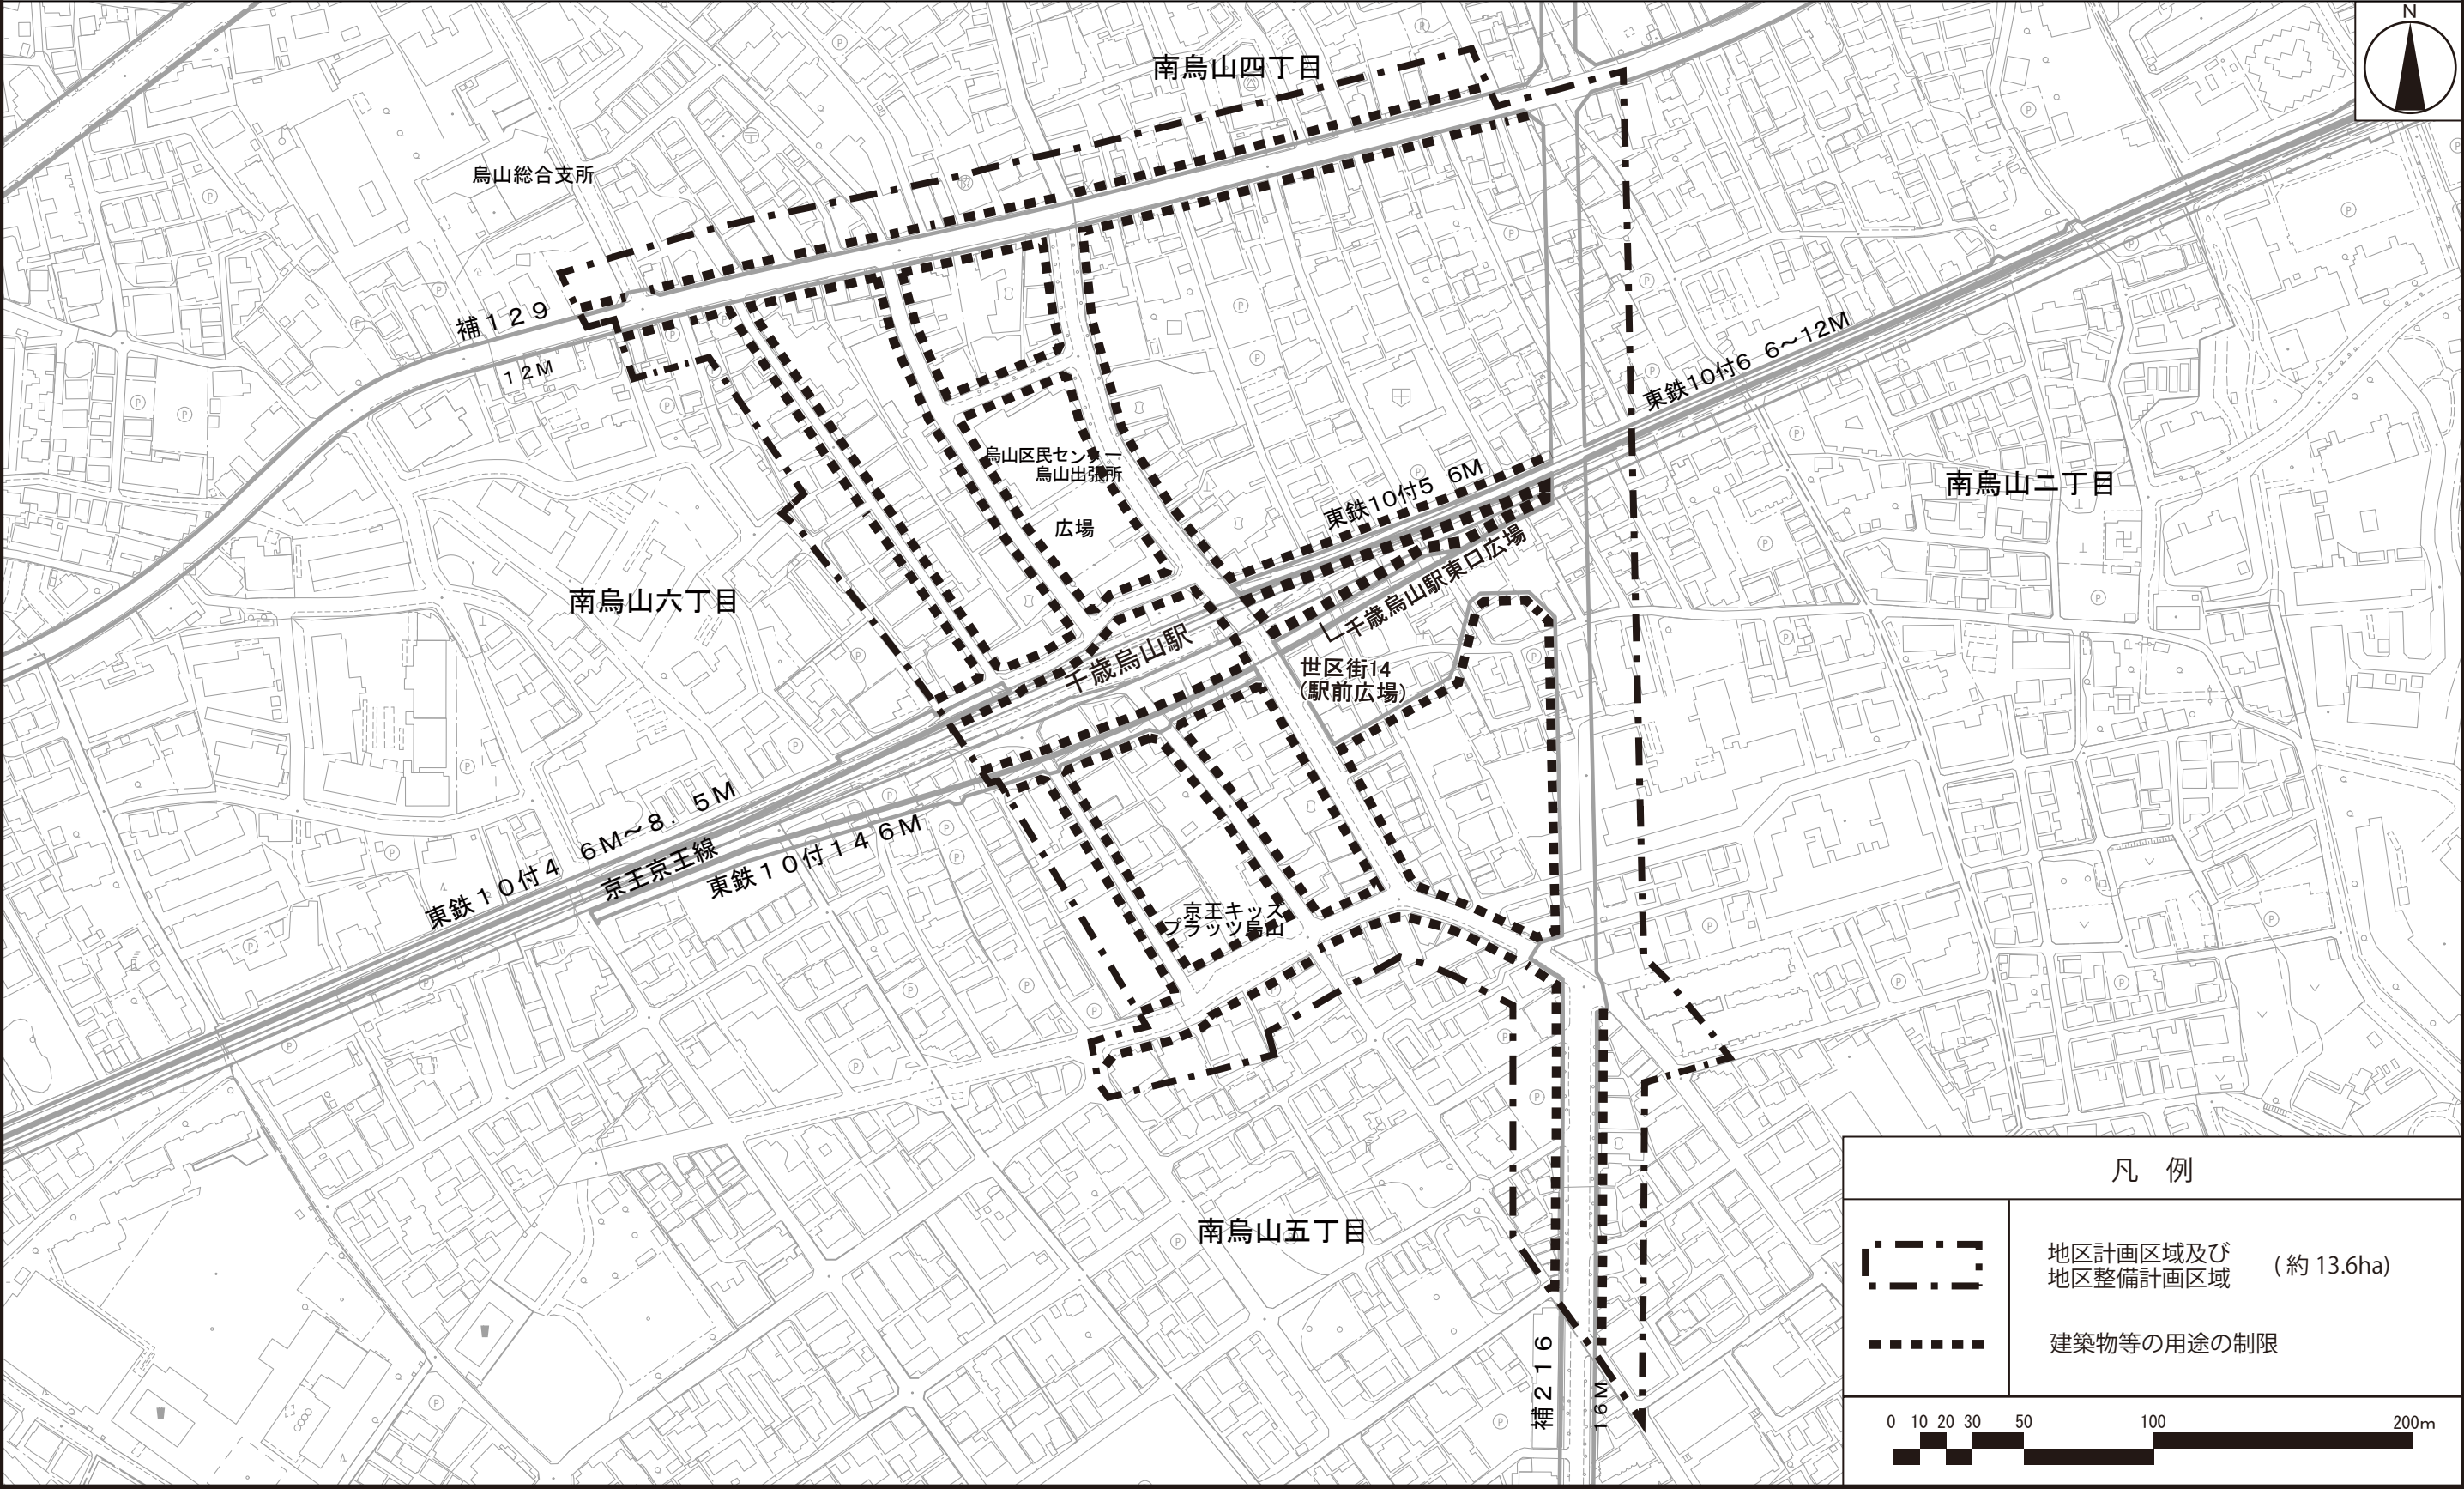 N
南烏山四丁目
烏山総合支所
補129
12M
東鉄10付6 6～12M
烏山区民センター
烏山出張所
東鉄10付5 6M
南烏山二丁目
広場
千歳烏山駅東口広場
南烏山六丁目
千歳烏山駅
世区街14
(駅前広場)
東鉄10付4 6M～8.5M
京王京王線
東鉄10付14 6M
京王キッズ
プラッツ烏山
南烏山五丁目
補216
16M
凡 例
地区計画区域及び
地区整備計画区域
(約13.6ha)
建築物等の用途の制限
0 10 20 30 50 100 200m